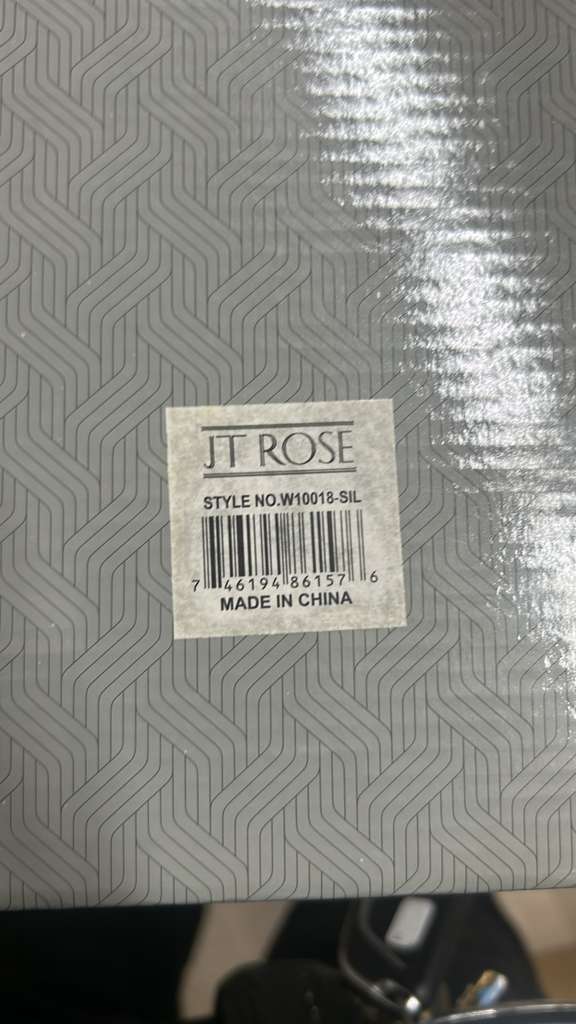 JT ROSE
STYLE NO.W10018-SIL
7 46194 86157 6
MADE IN CHINA